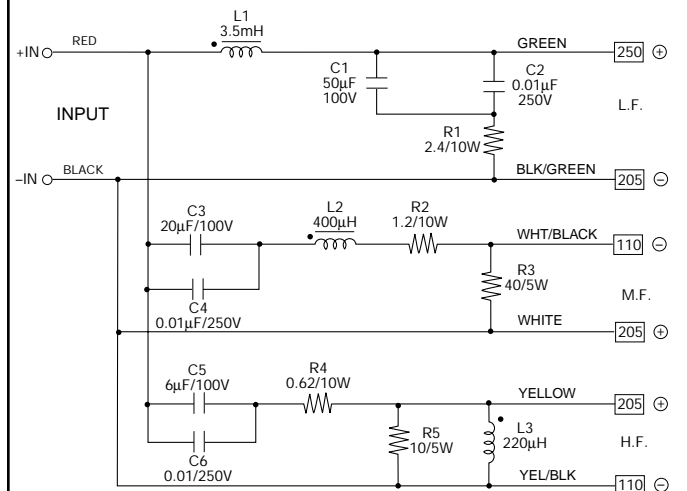 L1
3.5mH
+IN
RED
GREEN
250 ⊕
C1
50µF
100V
C2
0.01µF
250V
L.F.
INPUT
R1
2.4/10W
–IN
BLACK
BLK/GREEN
205 ⊖
C3
20µF/100V
L2
400µH
R2
1.2/10W
WHT/BLACK
110 ⊖
R3
40/5W
M.F.
C4
0.01µF/250V
WHITE
205 ⊕
C5
6µF/100V
R4
0.62/10W
YELLOW
205 ⊕
R5
10/5W
L3
220µH
H.F.
C6
0.01/250V
YEL/BLK
110 ⊖